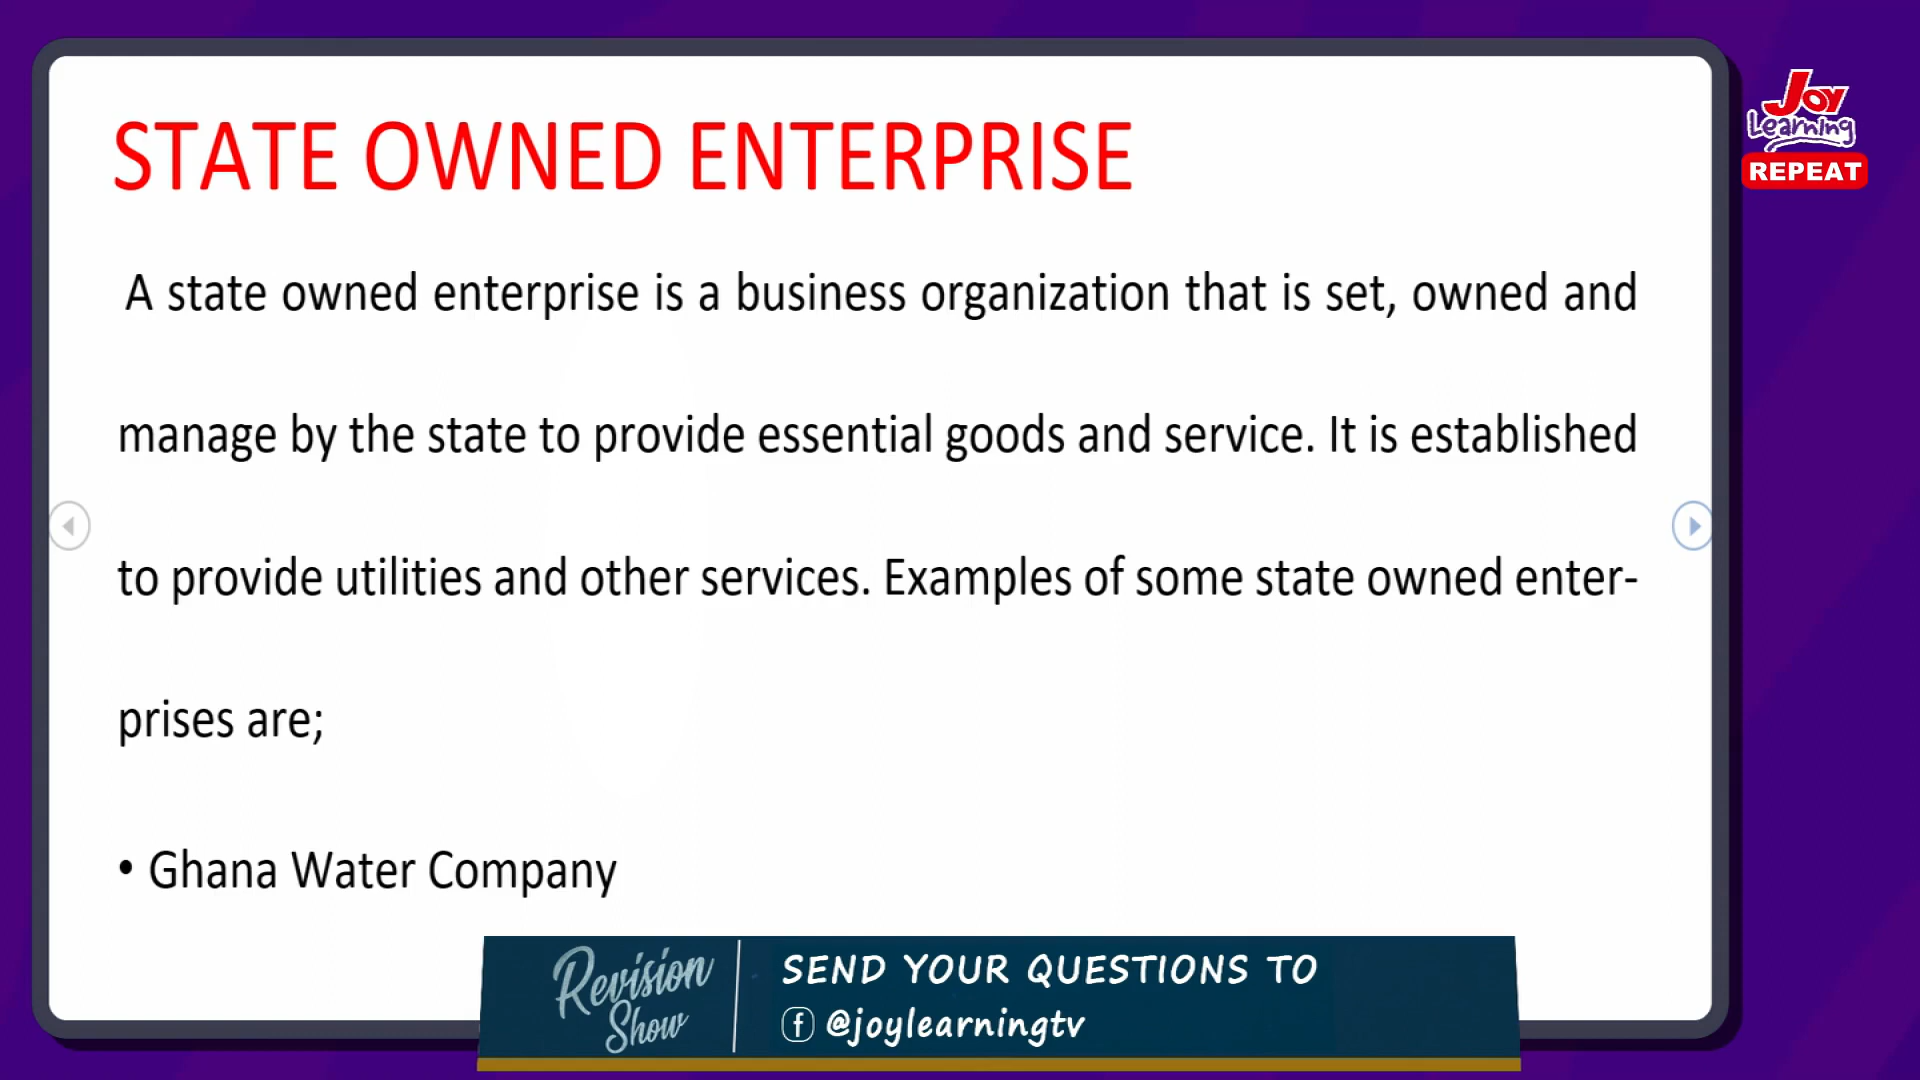 STATE OWNED ENTERPRISE
A state owned enterprise is a business organization that is set, owned and
manage by the state to provide essential goods and service. It is established
to provide utilities and other services. Examples of some state owned enter-
prises are;
• Ghana Water Company
JOY
Learning
REPEAT
Revision
Show
SEND YOUR QUESTIONS TO
@joylearningtv